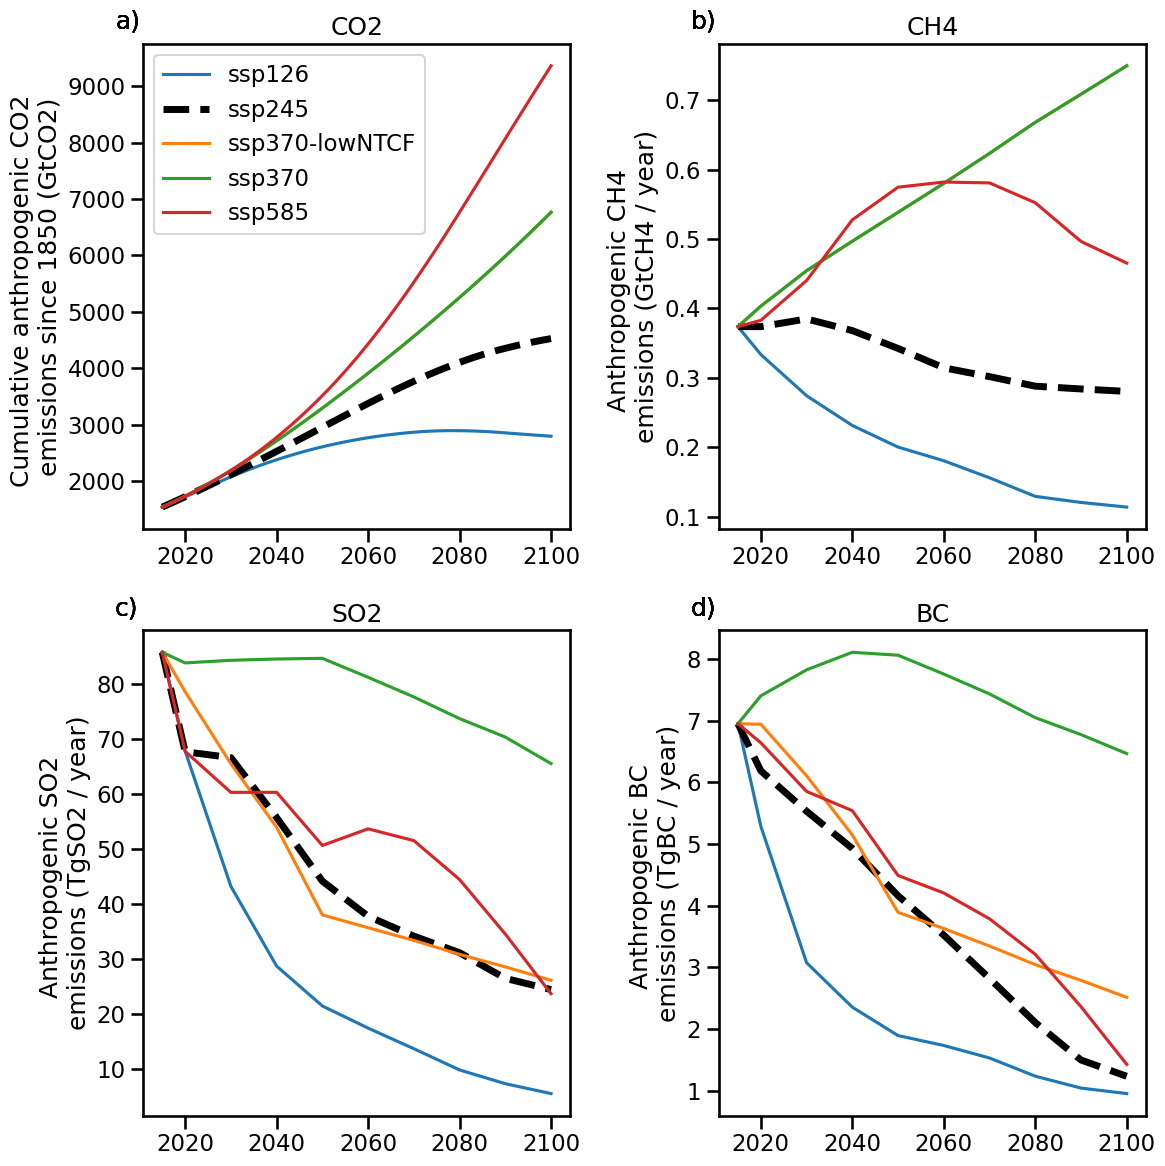 a)
CO2
Cumulative anthropogenic CO2
emissions since 1850 (GtCO2)
9000
8000
7000
6000
5000
4000
3000
2000
ssp126
ssp245
ssp370-lowNTCF
ssp370
ssp585
2020 2040 2060 2080 2100
b)
CH4
Anthropogenic CH4
emissions (GtCH4 / year)
0.7
0.6
0.5
0.4
0.3
0.2
0.1
2020 2040 2060 2080 2100
c)
SO2
Anthropogenic SO2
emissions (TgSO2 / year)
80
70
60
50
40
30
20
10
2020 2040 2060 2080 2100
d)
BC
Anthropogenic BC
emissions (TgBC / year)
8
7
6
5
4
3
2
1
2020 2040 2060 2080 2100